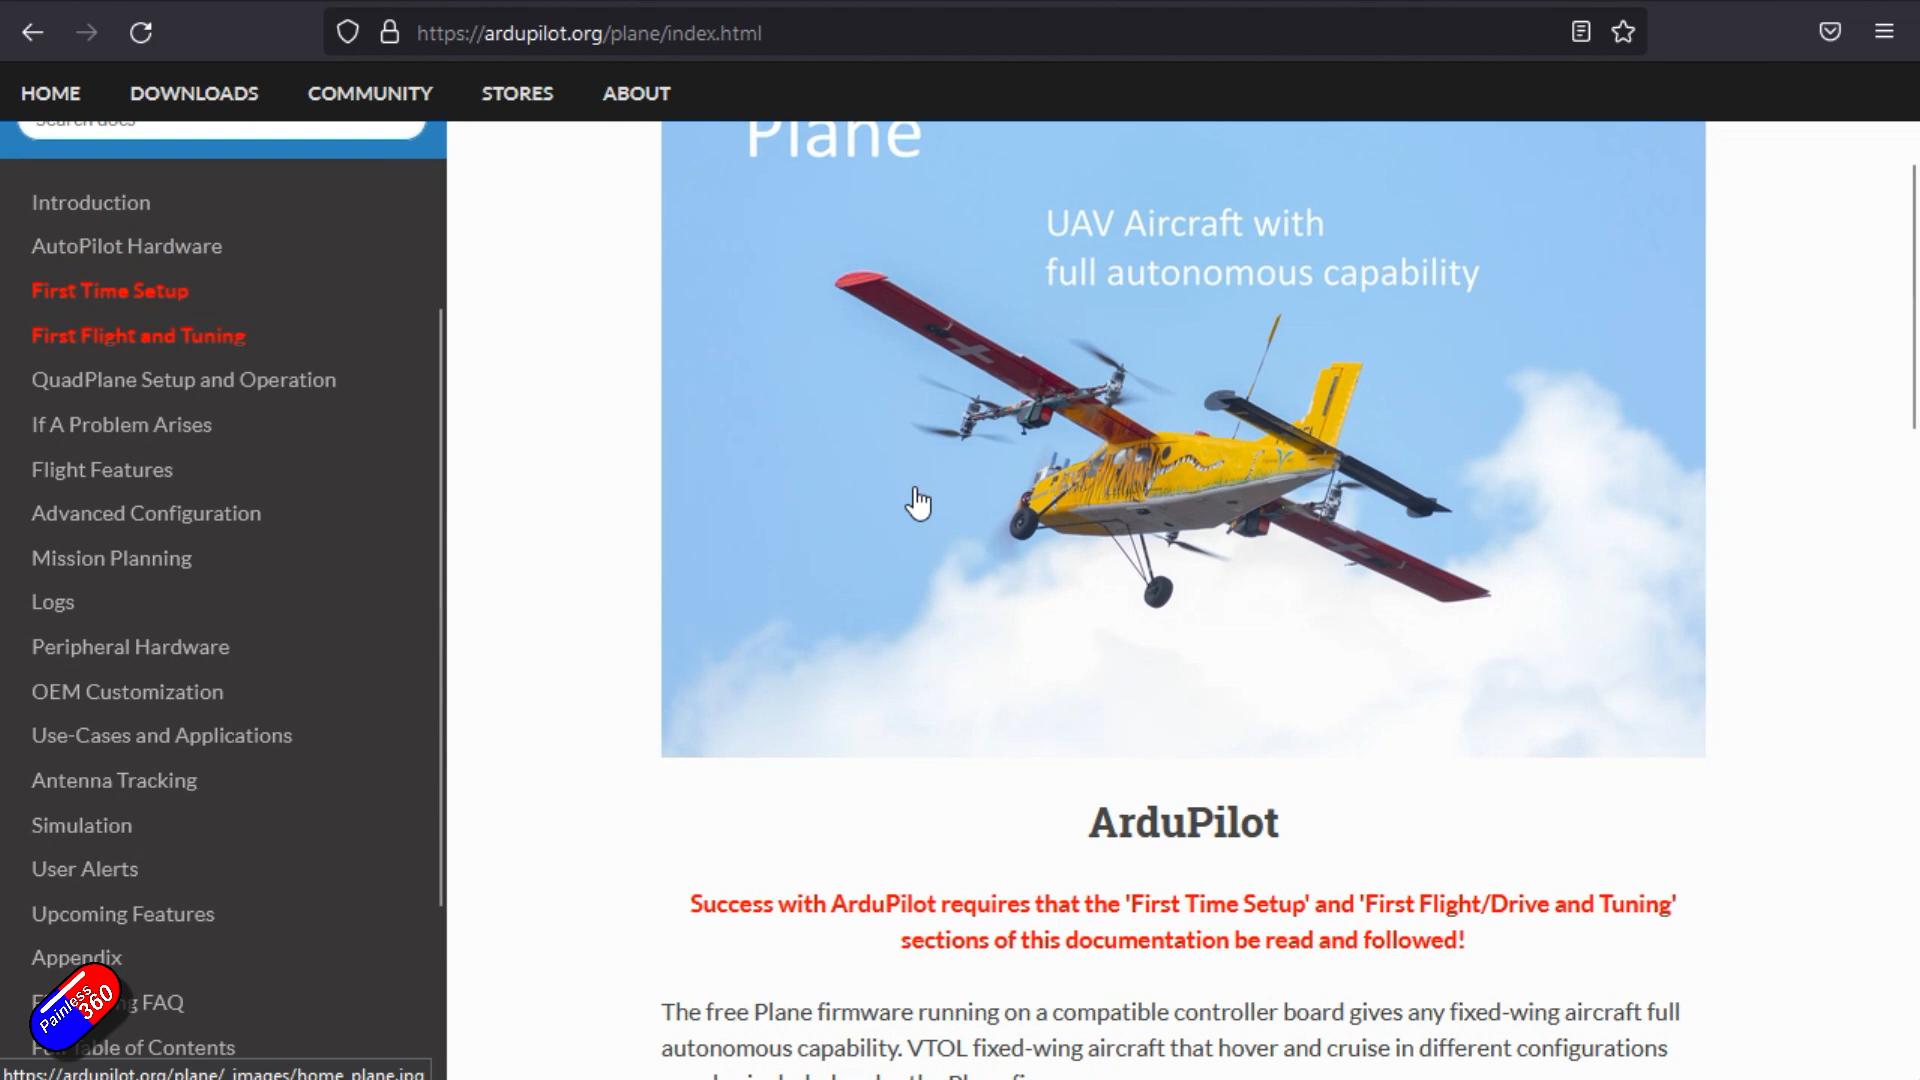 https://ardupilot.org/plane/index.html
HOME DOWNLOADS COMMUNITY STORES ABOUT
Search docs
Introduction
AutoPilot Hardware
First Time Setup
First Flight and Tuning
QuadPlane Setup and Operation
If A Problem Arises
Flight Features
Advanced Configuration
Mission Planning
Logs
Peripheral Hardware
OEM Customization
Use-Cases and Applications
Antenna Tracking
Simulation
User Alerts
Upcoming Features
Appendix
FAQ
Table of Contents
Painless
360
https://ardupilot.org/plane/_images/home_plane.jpg
Plane
UAV Aircraft with
full autonomous capability
ArduPilot
Success with ArduPilot requires that the 'First Time Setup' and 'First Flight/Drive and Tuning'
sections of this documentation be read and followed!
The free Plane firmware running on a compatible controller board gives any fixed-wing aircraft full
autonomous capability. VTOL fixed-wing aircraft that hover and cruise in different configurations